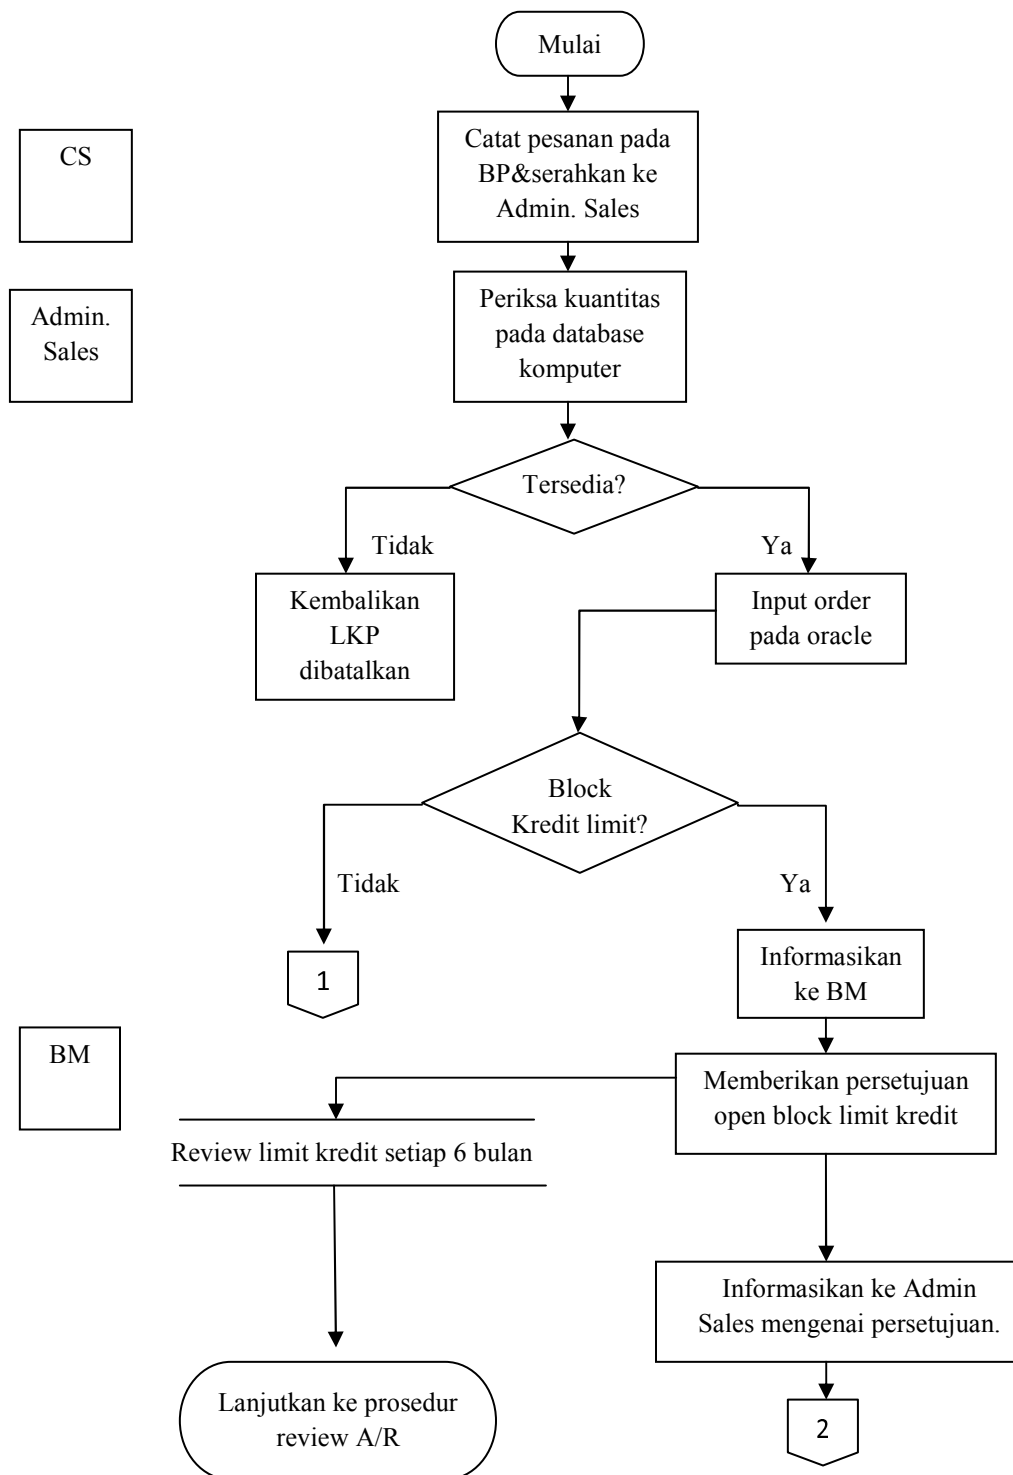 Mulai
CS
Catat pesanan pada
BP&serahkan ke
Admin. Sales
Admin.
Sales
Periksa kuantitas
pada database
komputer
Tersedia?
Tidak
Ya
Kembalikan
LKP
dibatalkan
Input order
pada oracle
Block
Kredit limit?
Tidak
Ya
1
Informasikan
ke BM
BM
Memberikan persetujuan
open block limit kredit
Review limit kredit setiap 6 bulan
Informasikan ke Admin
Sales mengenai persetujuan.
Lanjutkan ke prosedur
review A/R
2